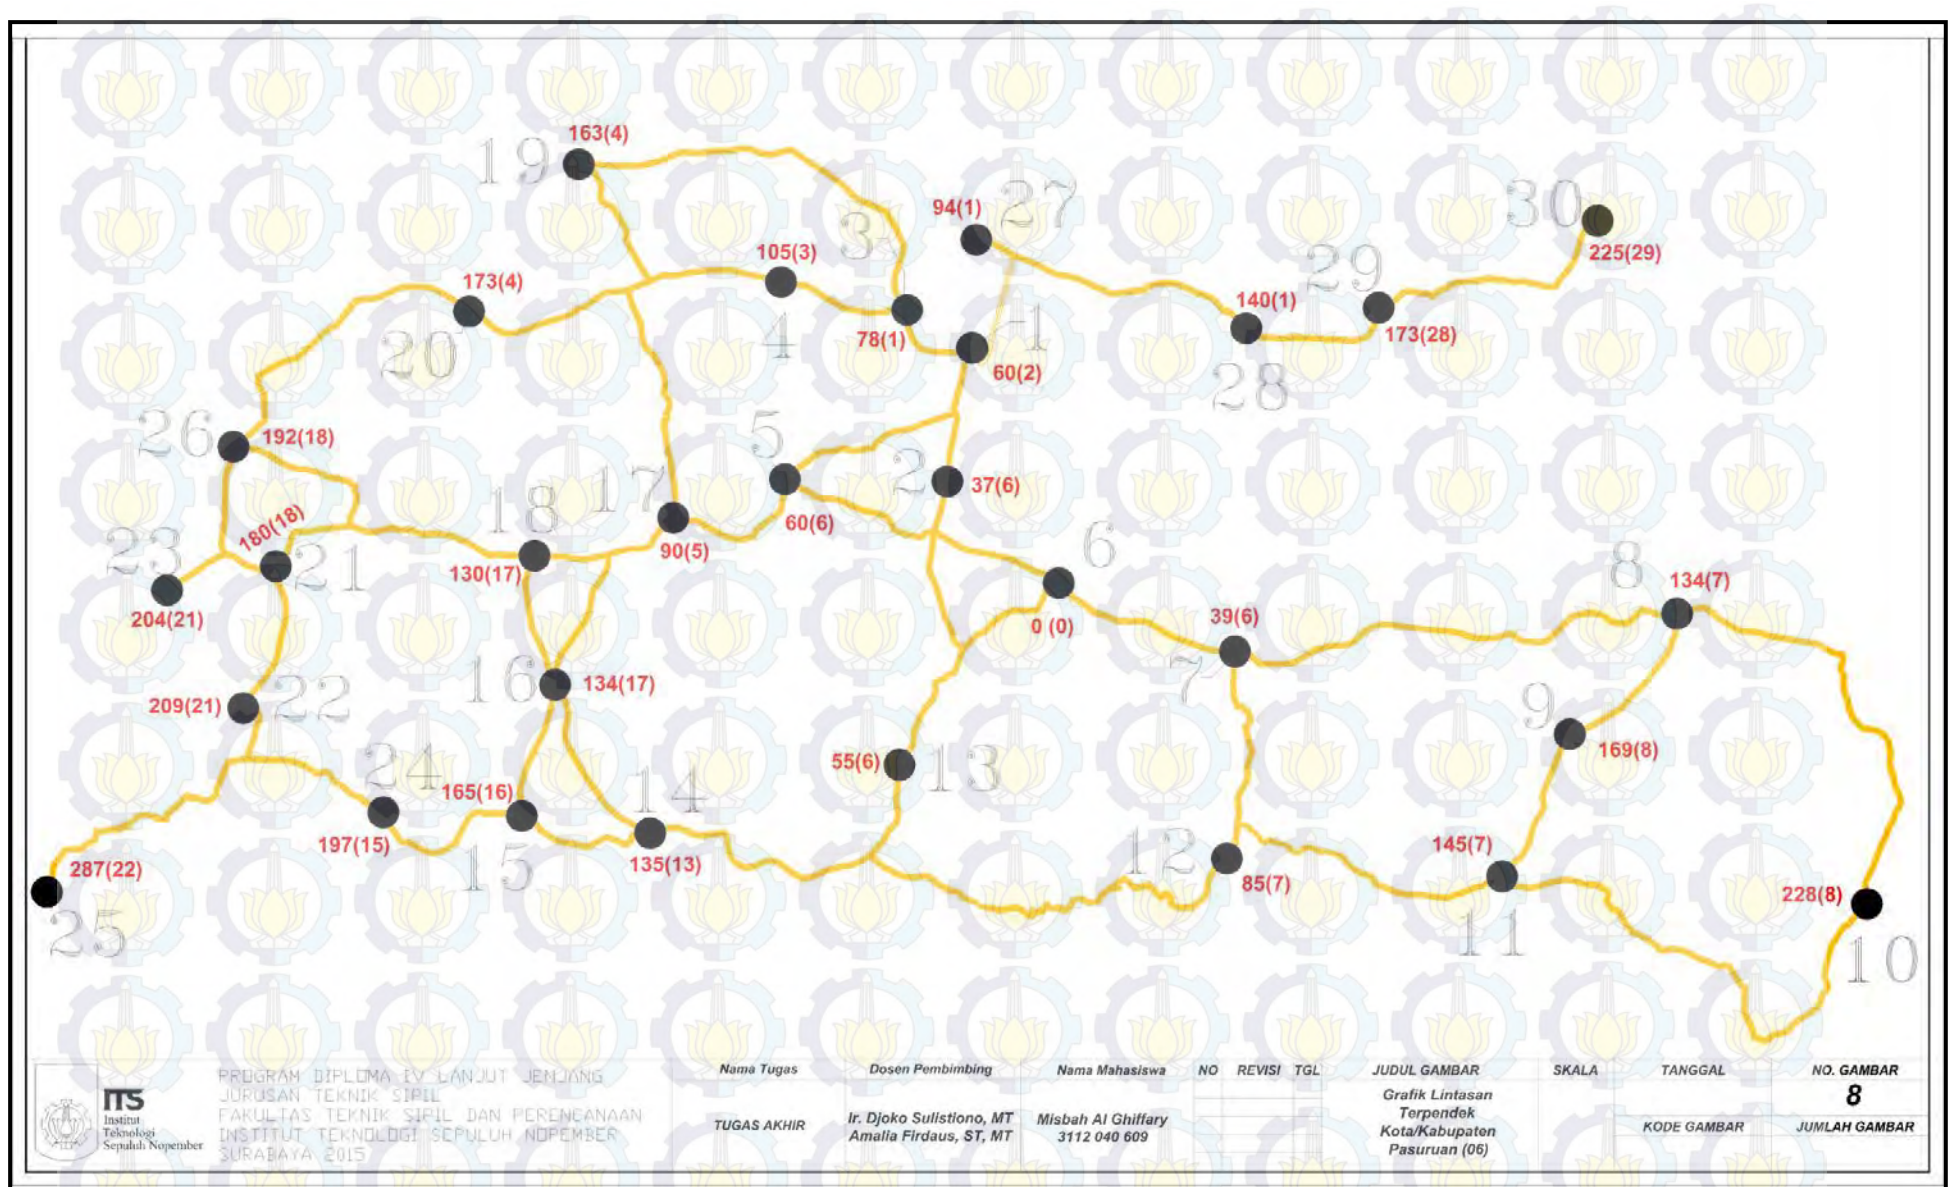 163(4)
19
94(1)
27
30
3
225(29)
105(3)
29
173(4)
140(1)
4
78(1)
1
173(28)
20
60(2)
28
26
192(18)
5
2
37(6)
17
18
180(18)
60(6)
23
21
130(17)
90(5)
6
8
134(7)
204(21)
0 (0)
39(6)
7
16
134(17)
209(21)
22
9
169(8)
55(6)
13
24
165(16)
14
197(15)
135(13)
12
145(7)
287(22)
15
85(7)
228(8)
25
11
10
ITS
Institut
Teknologi
Sepuluh Nopember
PROGRAM DIPLOMA IV LANJUT JENJANG
JURUSAN TEKNIK SIPIL
FAKULTAS TEKNIK SIPIL DAN PERENCANAAN
INSTITUT TEKNOLOGI SEPULUH NOPEMBER
SURABAYA 2015
Nama Tugas
TUGAS AKHIR
Dosen Pembimbing
Ir. Djoko Sulistiono, MT
Amalia Firdaus, ST, MT
Nama Mahasiswa
Misbah Al Ghiffary
3112 040 609
NO REVISI TGL
JUDUL GAMBAR
Grafik Lintasan
Terpendek
Kota/Kabupaten
Pasuruan (06)
SKALA
TANGGAL
KODE GAMBAR
NO. GAMBAR
8
JUMLAH GAMBAR